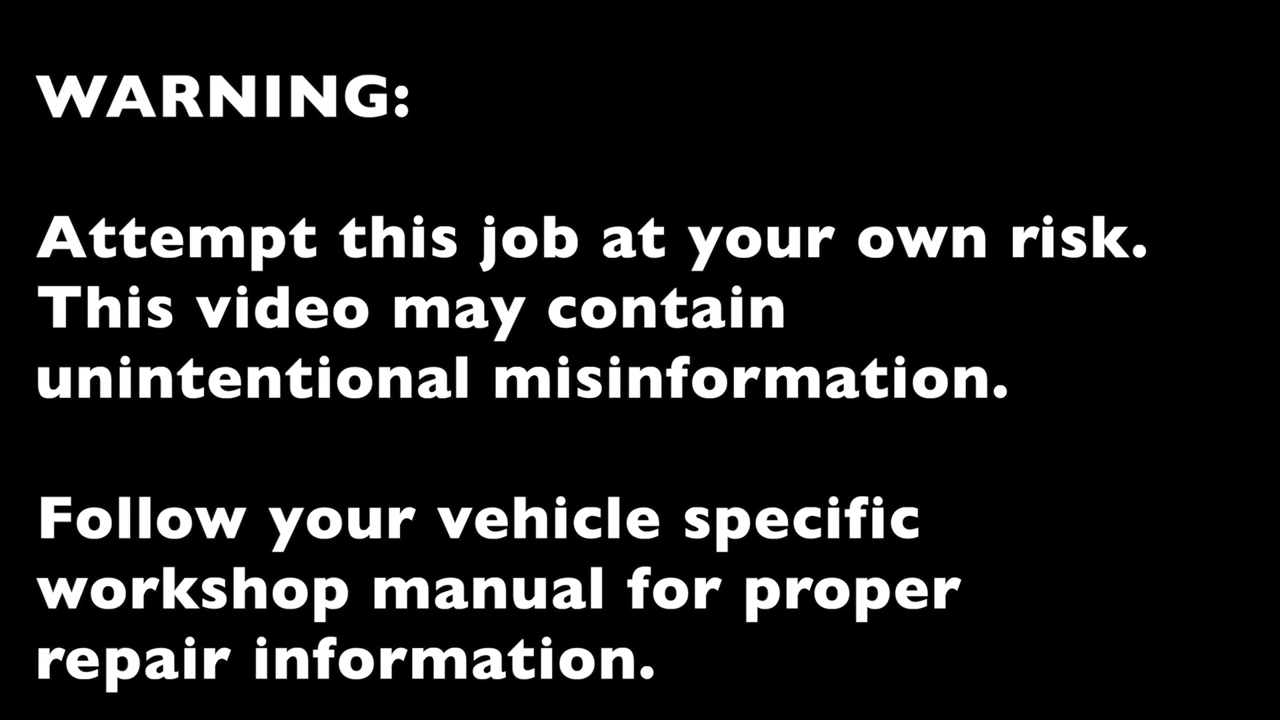 WARNING:
Attempt this job at your own risk.
This video may contain
unintentional misinformation.
Follow your vehicle specific
workshop manual for proper
repair information.